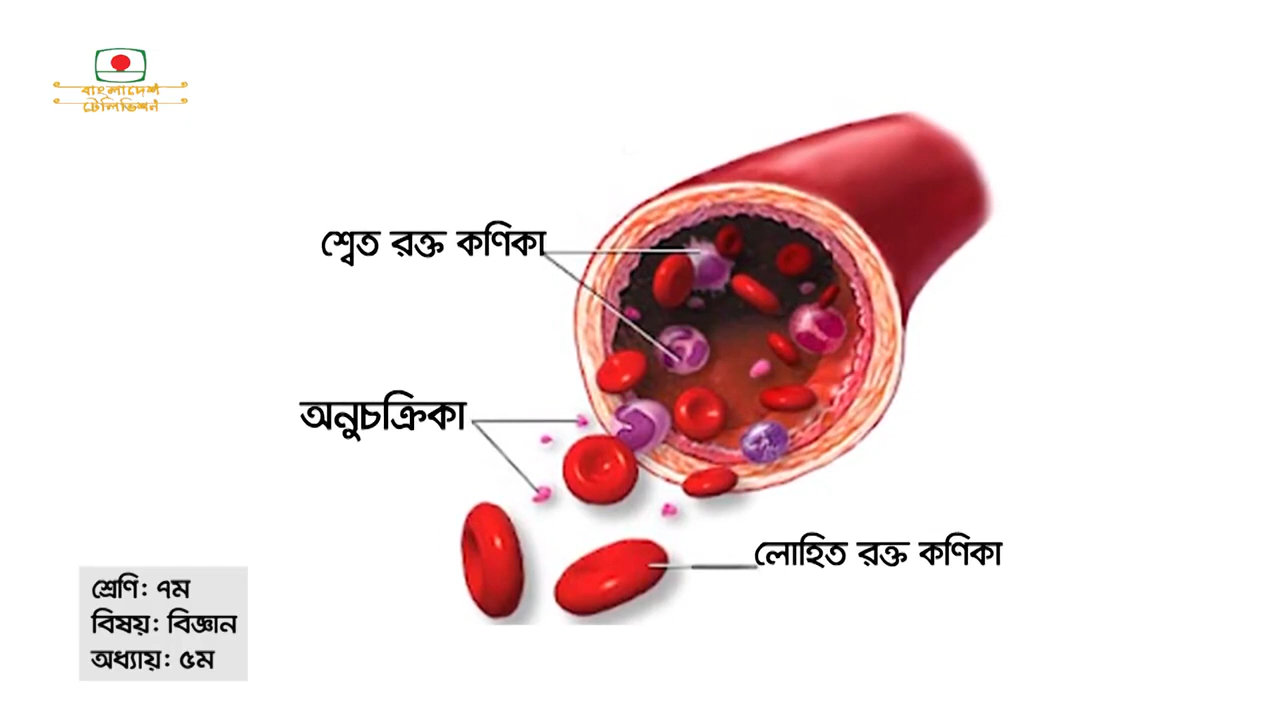 বাংলাদেশ
টেলিভিশন
শ্বেত রক্ত কণিকা
অনুচক্রিকা
লোহিত রক্ত কণিকা
শ্রেণি: ৭ম
বিষয়: বিজ্ঞান
অধ্যায়: ৫ম